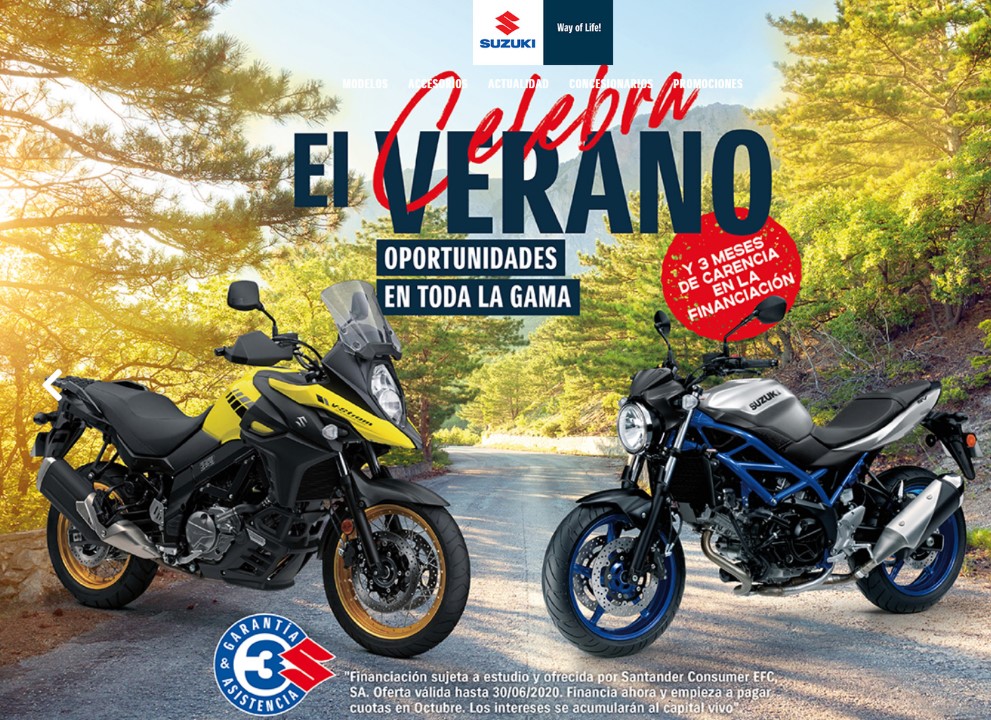 SUZUKI
Way of Life!
MODELOS ACCESORIOS ACTUALIDAD CONCESIONARIOS PROMOCIONES
Celebra
El VERANO
OPORTUNIDADES
EN TODA LA GAMA
Y 3 MESES
DE CARENCIA
EN LA
FINANCIACIÓN
V-STROM
SUZUKI
GARANTÍA
& 3
ASISTENCIA
"Financiación sujeta a estudio y ofrecida por Santander Consumer EFC,
SA. Oferta válida hasta 30/06/2020. Financia ahora y empieza a pagar
cuotas en Octubre. Los intereses se acumularán al capital vivo".